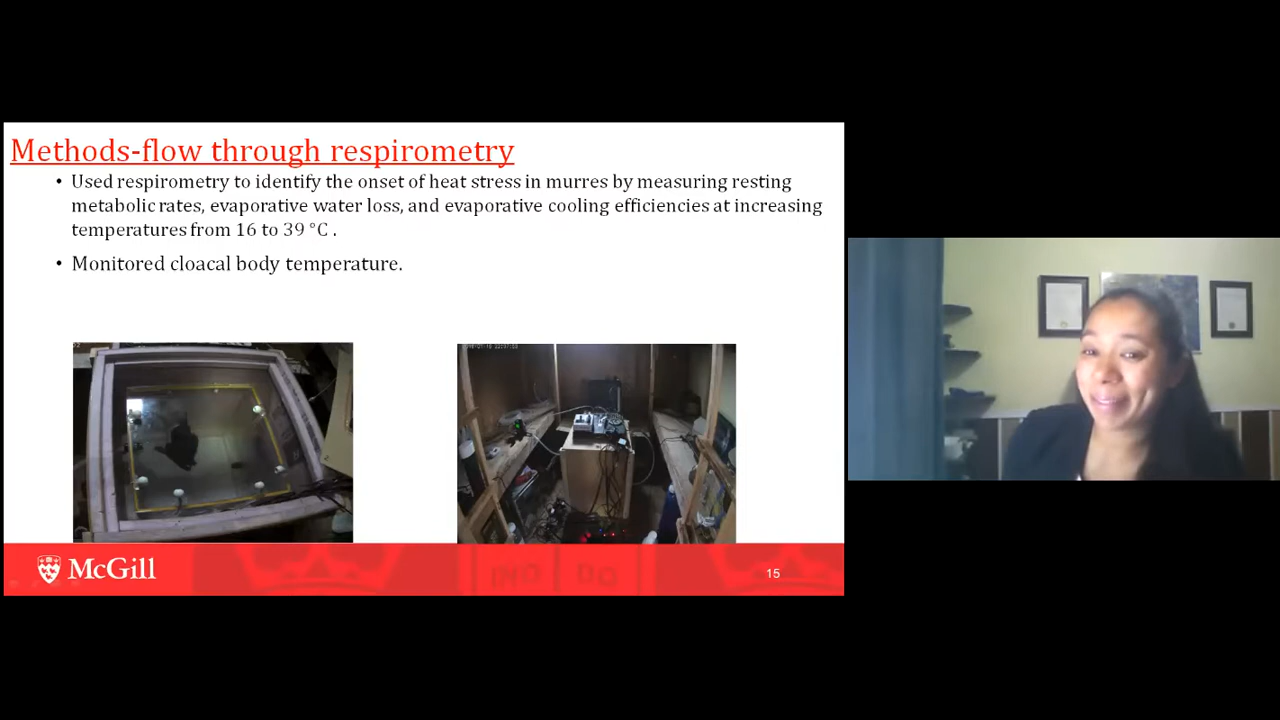 Methods-flow through respirometry
• Used respirometry to identify the onset of heat stress in murres by measuring resting
metabolic rates, evaporative water loss, and evaporative cooling efficiencies at increasing
temperatures from 16 to 39 °C .
• Monitored cloacal body temperature.
McGill
15